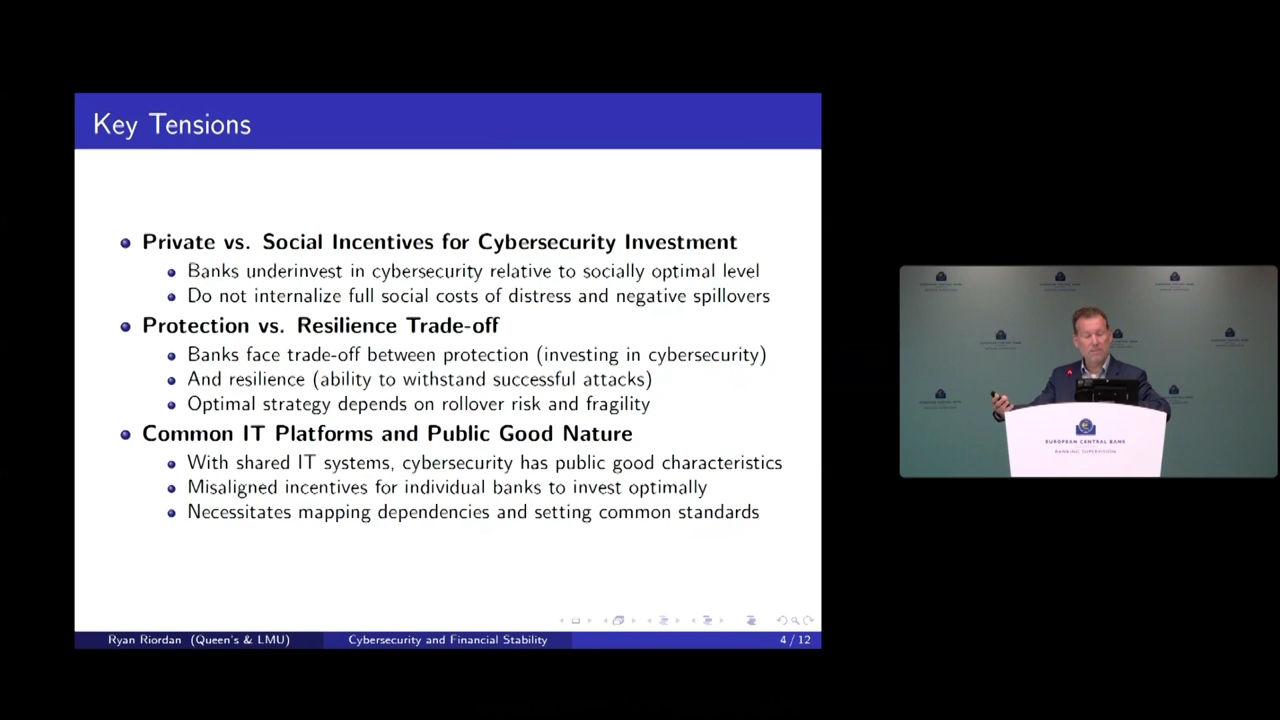 Key Tensions
Private vs. Social Incentives for Cybersecurity Investment
Banks underinvest in cybersecurity relative to socially optimal level
Do not internalize full social costs of distress and negative spillovers
Protection vs. Resilience Trade-off
Banks face trade-off between protection (investing in cybersecurity)
And resilience (ability to withstand successful attacks)
Optimal strategy depends on rollover risk and fragility
Common IT Platforms and Public Good Nature
With shared IT systems, cybersecurity has public good characteristics
Misaligned incentives for individual banks to invest optimally
Necessitates mapping dependencies and setting common standards
Ryan Riordan (Queen's & LMU)
Cybersecurity and Financial Stability
4 / 12
EUROPEAN CENTRAL BANK
BANKING SUPERVISION